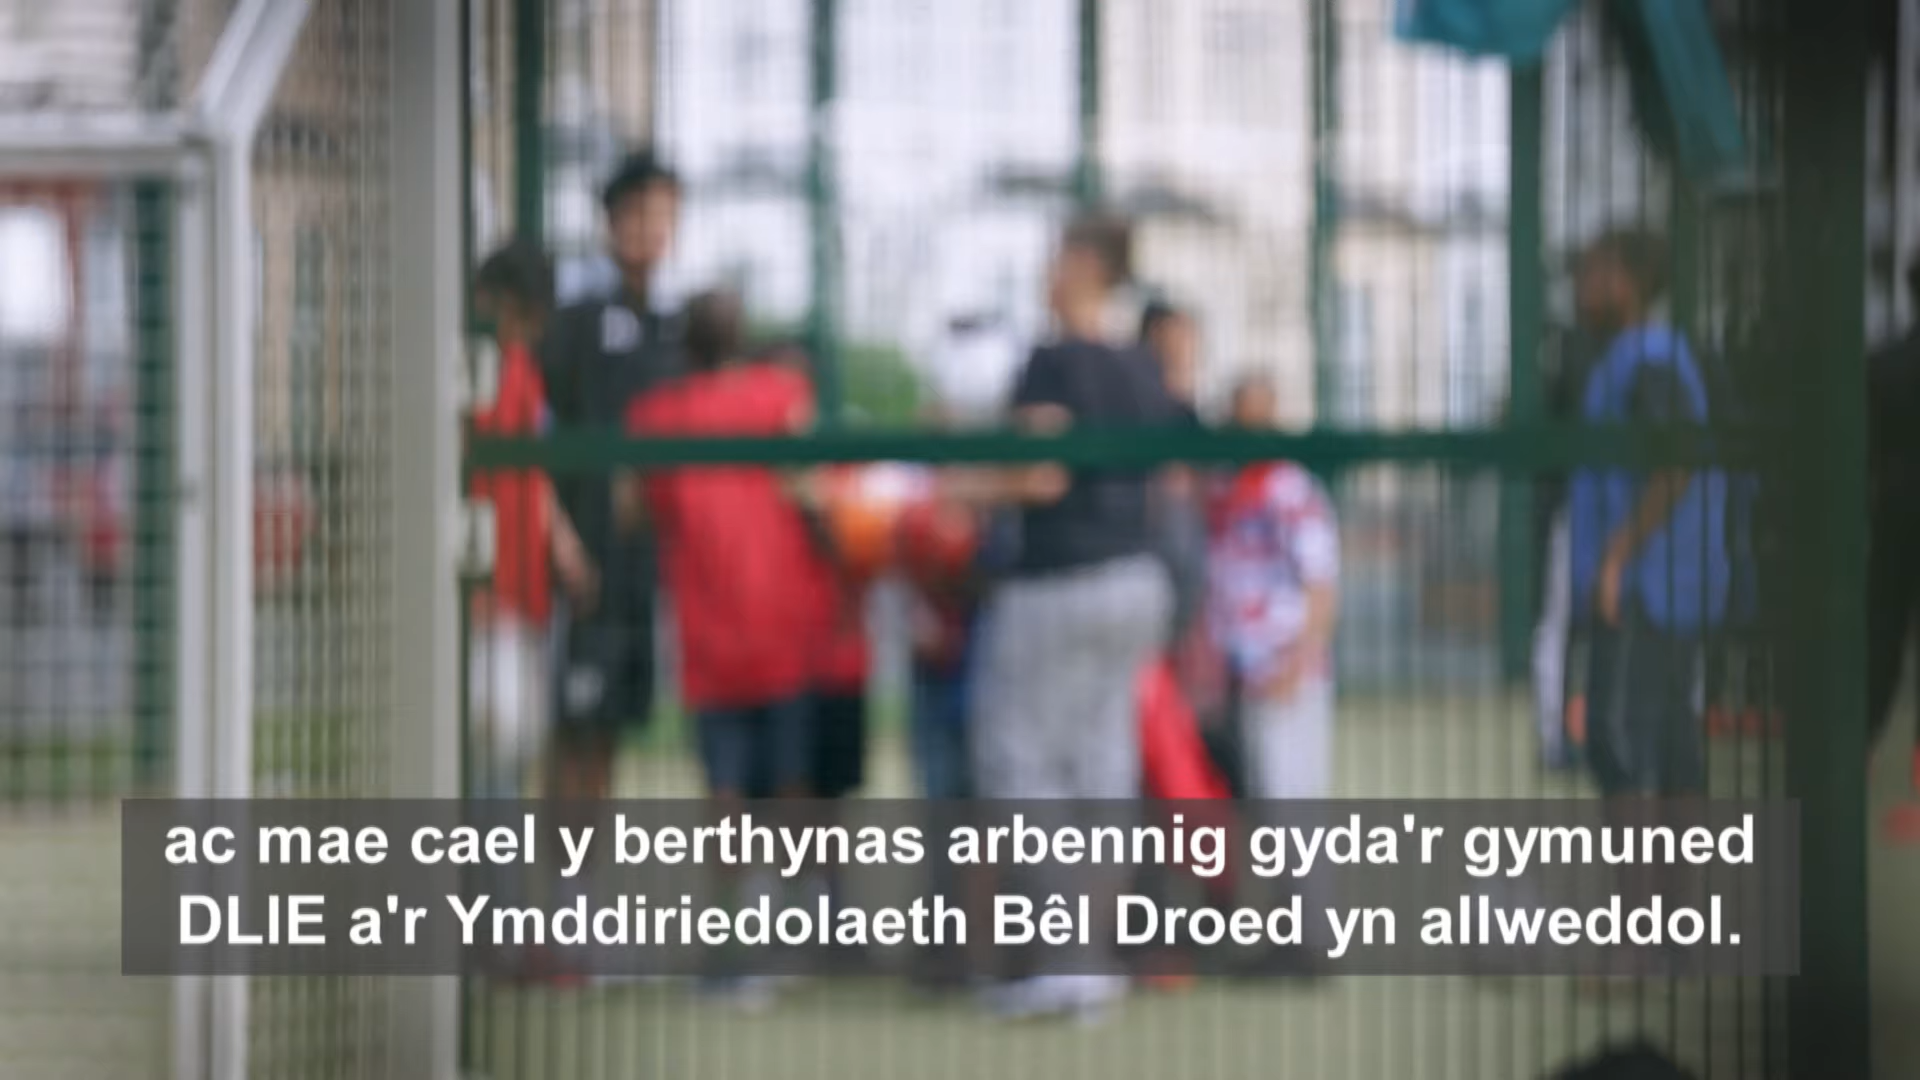 ac mae cael y berthynas arbennig gyda'r gymuned
DLIE a'r Ymddiriedolaeth Bêl Droed yn allweddol.